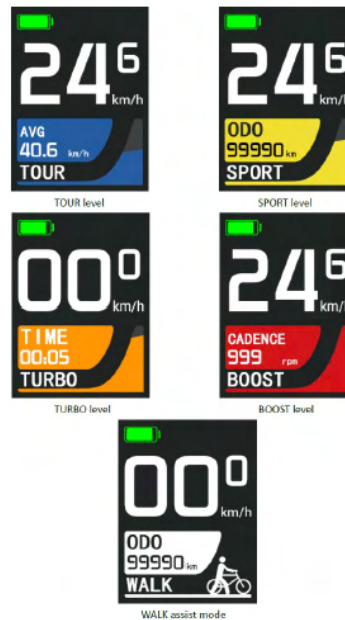 24.6
km/h
AVG
40.6 km/h
TOUR
TOUR level
24.6
km/h
ODO
99990 km
SPORT
SPORT level
00.0
km/h
TIME
00:05
TURBO
TURBO level
24.6
km/h
CADENCE
999 rpm
BOOST
BOOST level
00.0
km/h
ODO
99990 km
WALK
WALK assist mode